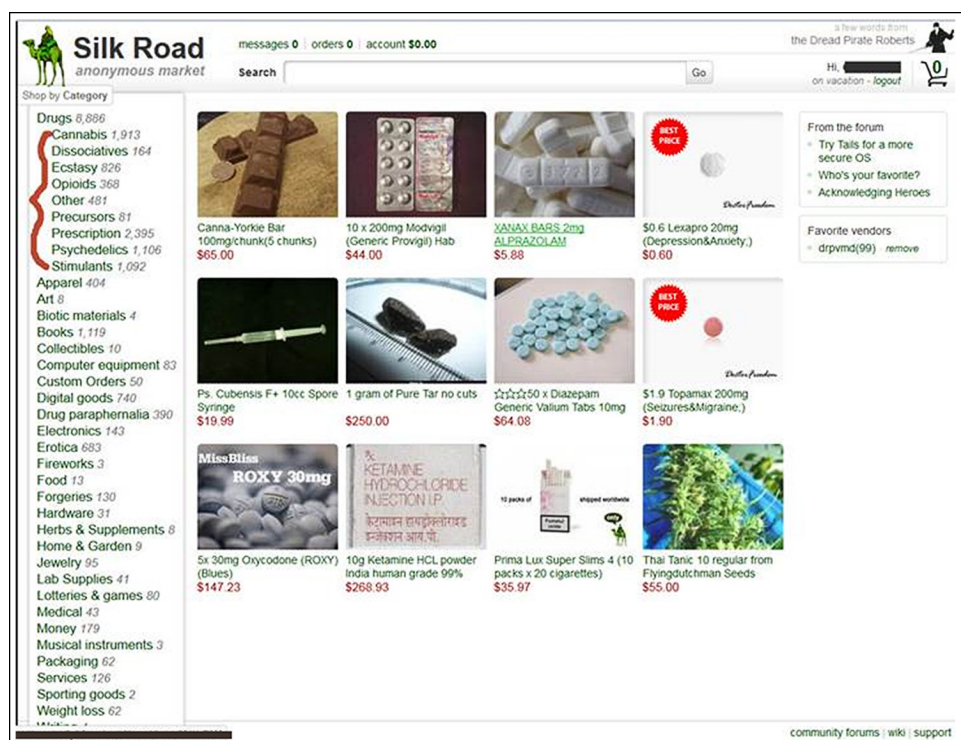 Silk Road
anonymous market
messages 0 | orders 0 | account $0.00
a few words from
the Dread Pirate Roberts
Search
Go
Hi,
on vacation - logout
0
Shop by Category
Drugs 8,886
Cannabis 1,913
Dissociatives 164
Ecstasy 826
Opioids 368
Other 481
Precursors 81
Prescription 2,395
Psychedelics 1,106
Stimulants 1,092
Apparel 404
Art 8
Biotic materials 4
Books 1,119
Collectibles 10
Computer equipment 83
Custom Orders 50
Digital goods 740
Drug paraphernalia 390
Electronics 143
Erotica 683
Fireworks 3
Food 13
Forgeries 130
Hardware 31
Herbs & Supplements 8
Home & Garden 9
Jewelry 95
Lab Supplies 41
Lotteries & games 80
Medical 43
Money 179
Musical instruments 3
Packaging 62
Services 126
Sporting goods 2
Weight loss 62
Canna-Yorkie Bar
100mg/chunk(5 chunks)
$65.00
10 x 200mg Modvigil
(Generic Provigil) Hab
$44.00
XANAX BARS 2mg
ALPRAZOLAM
$5.88
BEST
PRICE
DoctorFreedom
$0.6 Lexapro 20mg
(Depression&Anxiety;)
$0.60
Ps. Cubensis F+ 10cc Spore
Syringe
$19.99
1 gram of Pure Tar no cuts
$250.00
☆☆☆50 x Diazepam
Generic Valium Tabs 10mg
$64.08
BEST
PRICE
DoctorFreedom
$1.9 Topamax 200mg
(Seizures&Migraine;)
$1.90
MissBliss
ROXY 30mg
5x 30mg Oxycodone (ROXY)
(Blues)
$147.23
KETAMINE
HYDROCHLORIDE
INJECTION I.P.
केटामाइन हायड्रोक्लोराइड
इन्जेक्शन आय.पी.
10g Ketamine HCL powder
India human grade 99%
$268.93
10 packs of
shipped worldwide
only
Prima Lux Super Slims 4 (10
packs x 20 cigarettes)
$35.97
Thai Tanic 10 regular from
Flyingdutchman Seeds
$55.00
From the forum
Try Tails for a more
secure OS
Who's your favorite?
Acknowledging Heroes
Favorite vendors
drpvmd(99) remove
community forums | wiki | support